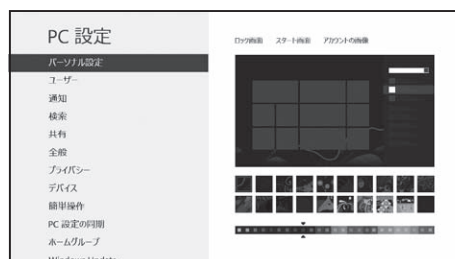 PC 設定
パーソナル設定
ユーザー
通知
検索
共有
全般
プライバシー
デバイス
簡単操作
PC 設定の同期
ホームグループ
Windows Update
ロック画面 スタート画面 アカウントの画像